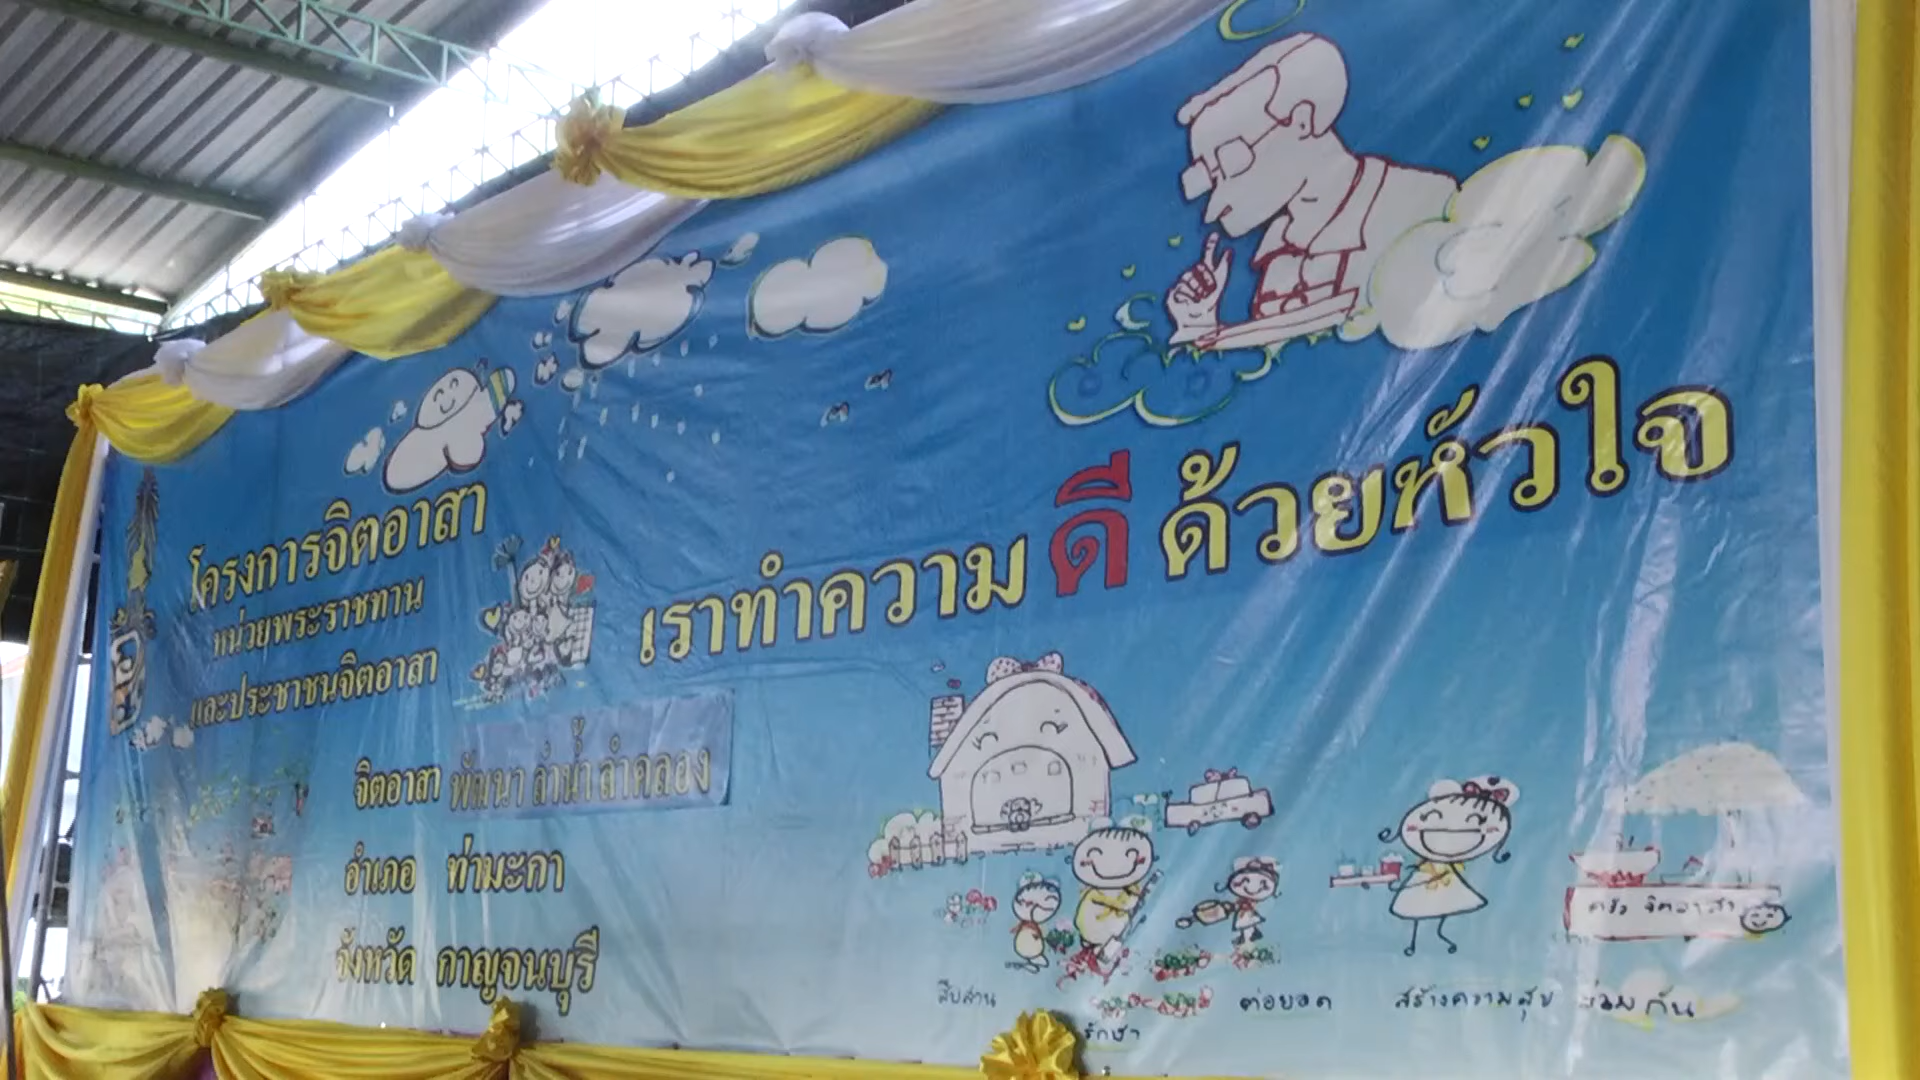 โครงการจิตอาสา
หน่วยพระราชทาน
และประชาชนจิตอาสา
เราทำความ ดี ด้วยหัวใจ
จิตอาสา พัฒนา ลำน้ำ ลำคลอง
อำเภอ ท่ามะกา
จังหวัด กาญจนบุรี
ครัว จิตอาสา
สืบสาน
รักษา
ต่อยอด
สร้างความสุข ร่วมกัน